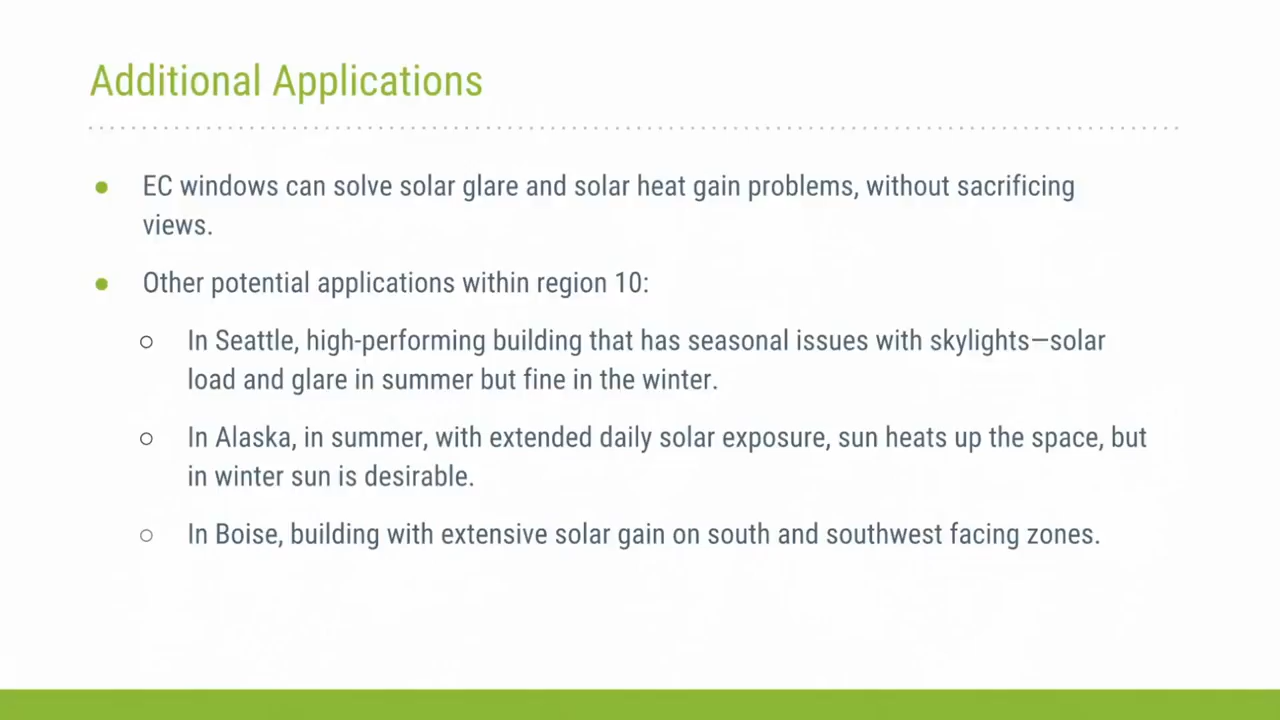 Additional Applications
EC windows can solve solar glare and solar heat gain problems, without sacrificing
views.
Other potential applications within region 10:
In Seattle, high-performing building that has seasonal issues with skylights—solar
load and glare in summer but fine in the winter.
In Alaska, in summer, with extended daily solar exposure, sun heats up the space, but
in winter sun is desirable.
In Boise, building with extensive solar gain on south and southwest facing zones.